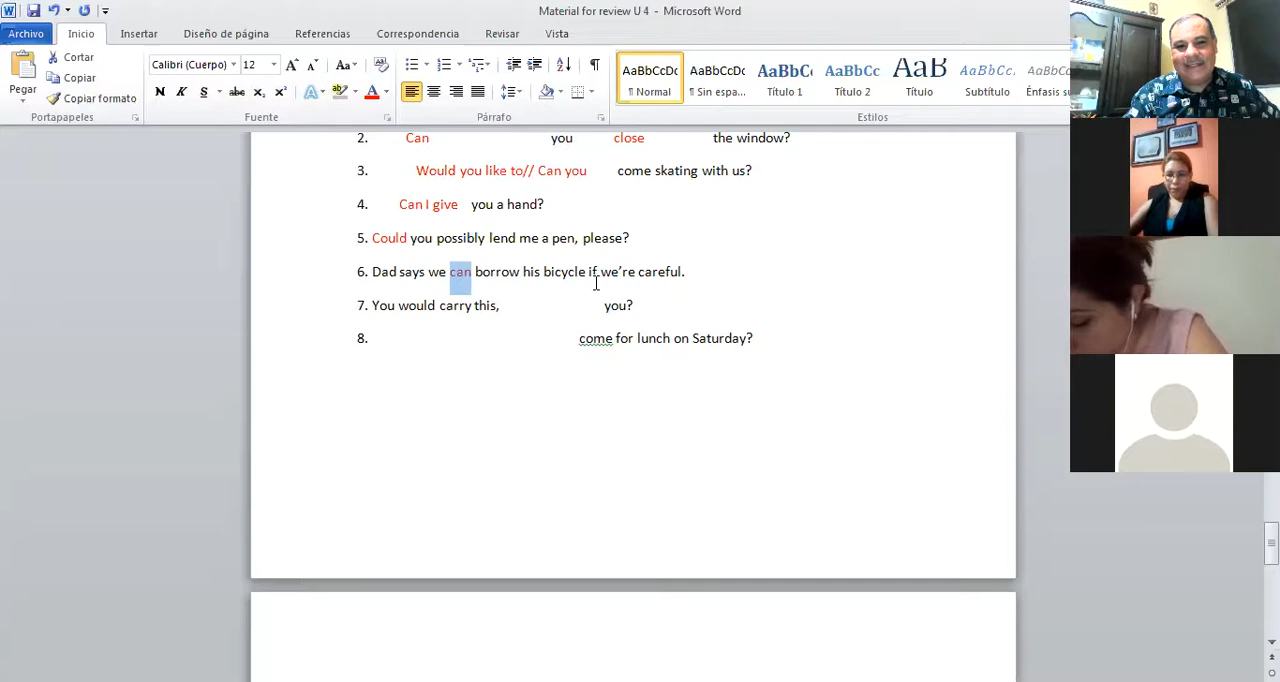 Material for review U 4 - Microsoft Word
Archivo Inicio Insertar Diseño de página Referencias Correspondencia Revisar Vista
Pegar
Cortar
Copiar
Copiar formato
Portapapeles
Calibri (Cuerpo) 12
N K S abc x₂ x²
Fuente
Párrafo
AaBbCcDc AaBbCcDc AaBbC AaBbCc AaB AaBbCc. AaBbCcDc
¶ Normal ¶ Sin espa... Título 1 Título 2 Título Subtítulo Énfasis s
Estilos
2. Can you close the window?
3. Would you like to// Can you come skating with us?
4. Can I give you a hand?
5. Could you possibly lend me a pen, please?
6. Dad says we can borrow his bicycle if we’re careful.
7. You would carry this, you?
8. come for lunch on Saturday?